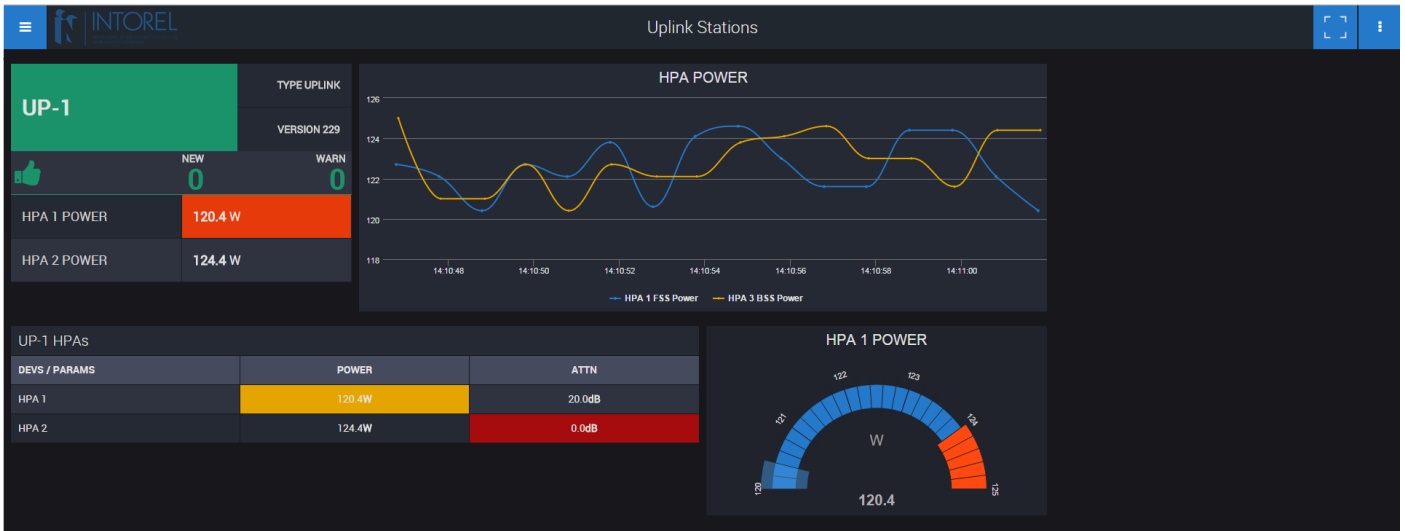 INTOREL
Uplink Stations
UP-1
TYPE UPLINK
VERSION 229
NEW
WARN
0
0
HPA 1 POWER 120.4 W
HPA 2 POWER 124.4 W
HPA POWER
126
124
122
120
118
14:10:48 14:10:50 14:10:52 14:10:54 14:10:56 14:10:58 14:11:00
HPA 1 FSS Power HPA 3 BSS Power
UP-1 HPAs
DEVS / PARAMS POWER ATTN
HPA 1 120.4W 20.0dB
HPA 2 124.4W 0.0dB
HPA 1 POWER
120
121
122
123
124
125
W
120.4